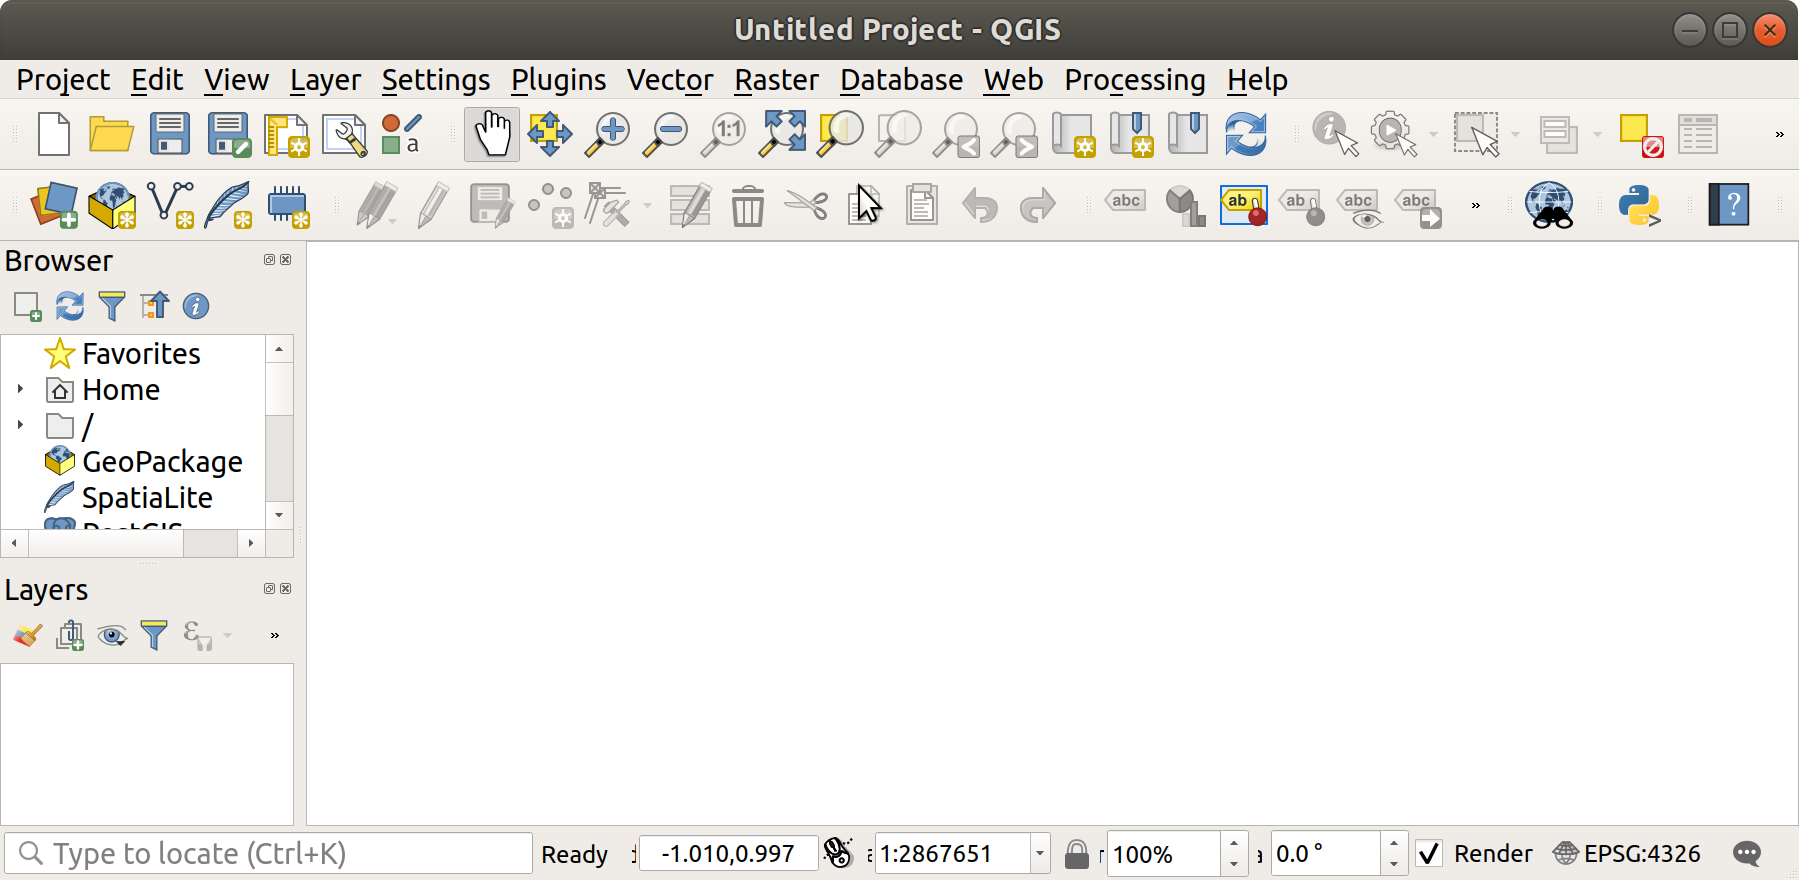 Untitled Project - QGIS
Project Edit View Layer Settings Plugins Vector Raster Database Web Processing Help
a
1:1
abc ab ab abc abc
?
Browser
Favorites
Home
/
GeoPackage
SpatiaLite
PostGIS
Layers
Type to locate (Ctrl+K) Ready -1.010,0.997 1:2867651 100% 0.0 ° Render EPSG:4326